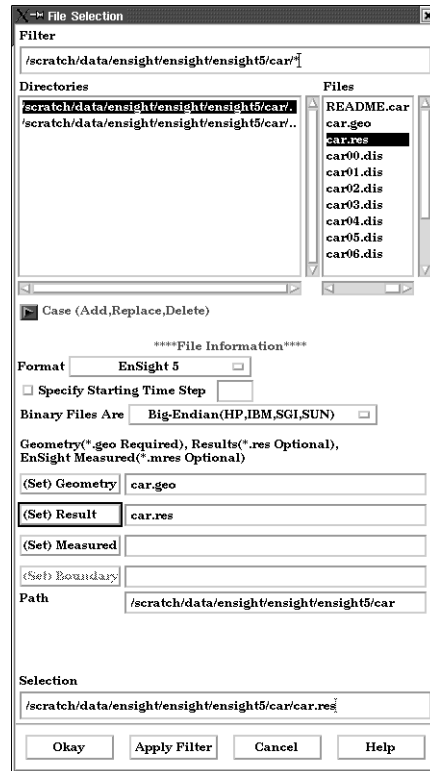 File Selection
Filter
/scratch/data/ensight/ensight/ensight5/car/*
Directories
/scratch/data/ensight/ensight/ensight5/car/.
/scratch/data/ensight/ensight/ensight5/car/..
Files
README.car
car.geo
car.res
car00.dis
car01.dis
car02.dis
car03.dis
car04.dis
car05.dis
car06.dis
Case (Add,Replace,Delete)
****File Information****
Format EnSight 5
Specify Starting Time Step
Binary Files Are Big-Endian(HP,IBM,SGI,SUN)
Geometry(*.geo Required), Results(*.res Optional),
EnSight Measured(*.mres Optional)
(Set) Geometry car.geo
(Set) Result car.res
(Set) Measured
(Set) Boundary
Path /scratch/data/ensight/ensight/ensight5/car
Selection
/scratch/data/ensight/ensight/ensight5/car/car.res
Okay Apply Filter Cancel Help